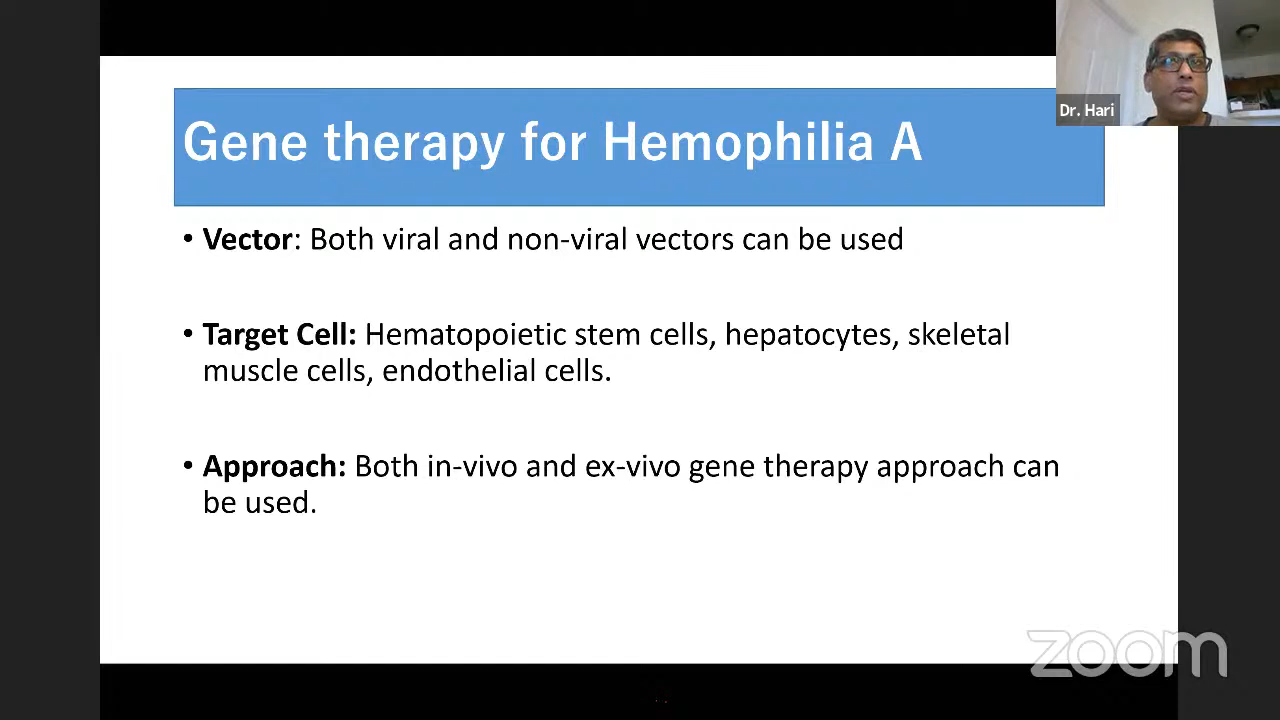 Dr. Hari
Gene therapy for Hemophilia A
• Vector: Both viral and non-viral vectors can be used
• Target Cell: Hematopoietic stem cells, hepatocytes, skeletal
muscle cells, endothelial cells.
• Approach: Both in-vivo and ex-vivo gene therapy approach can
be used.
zoom